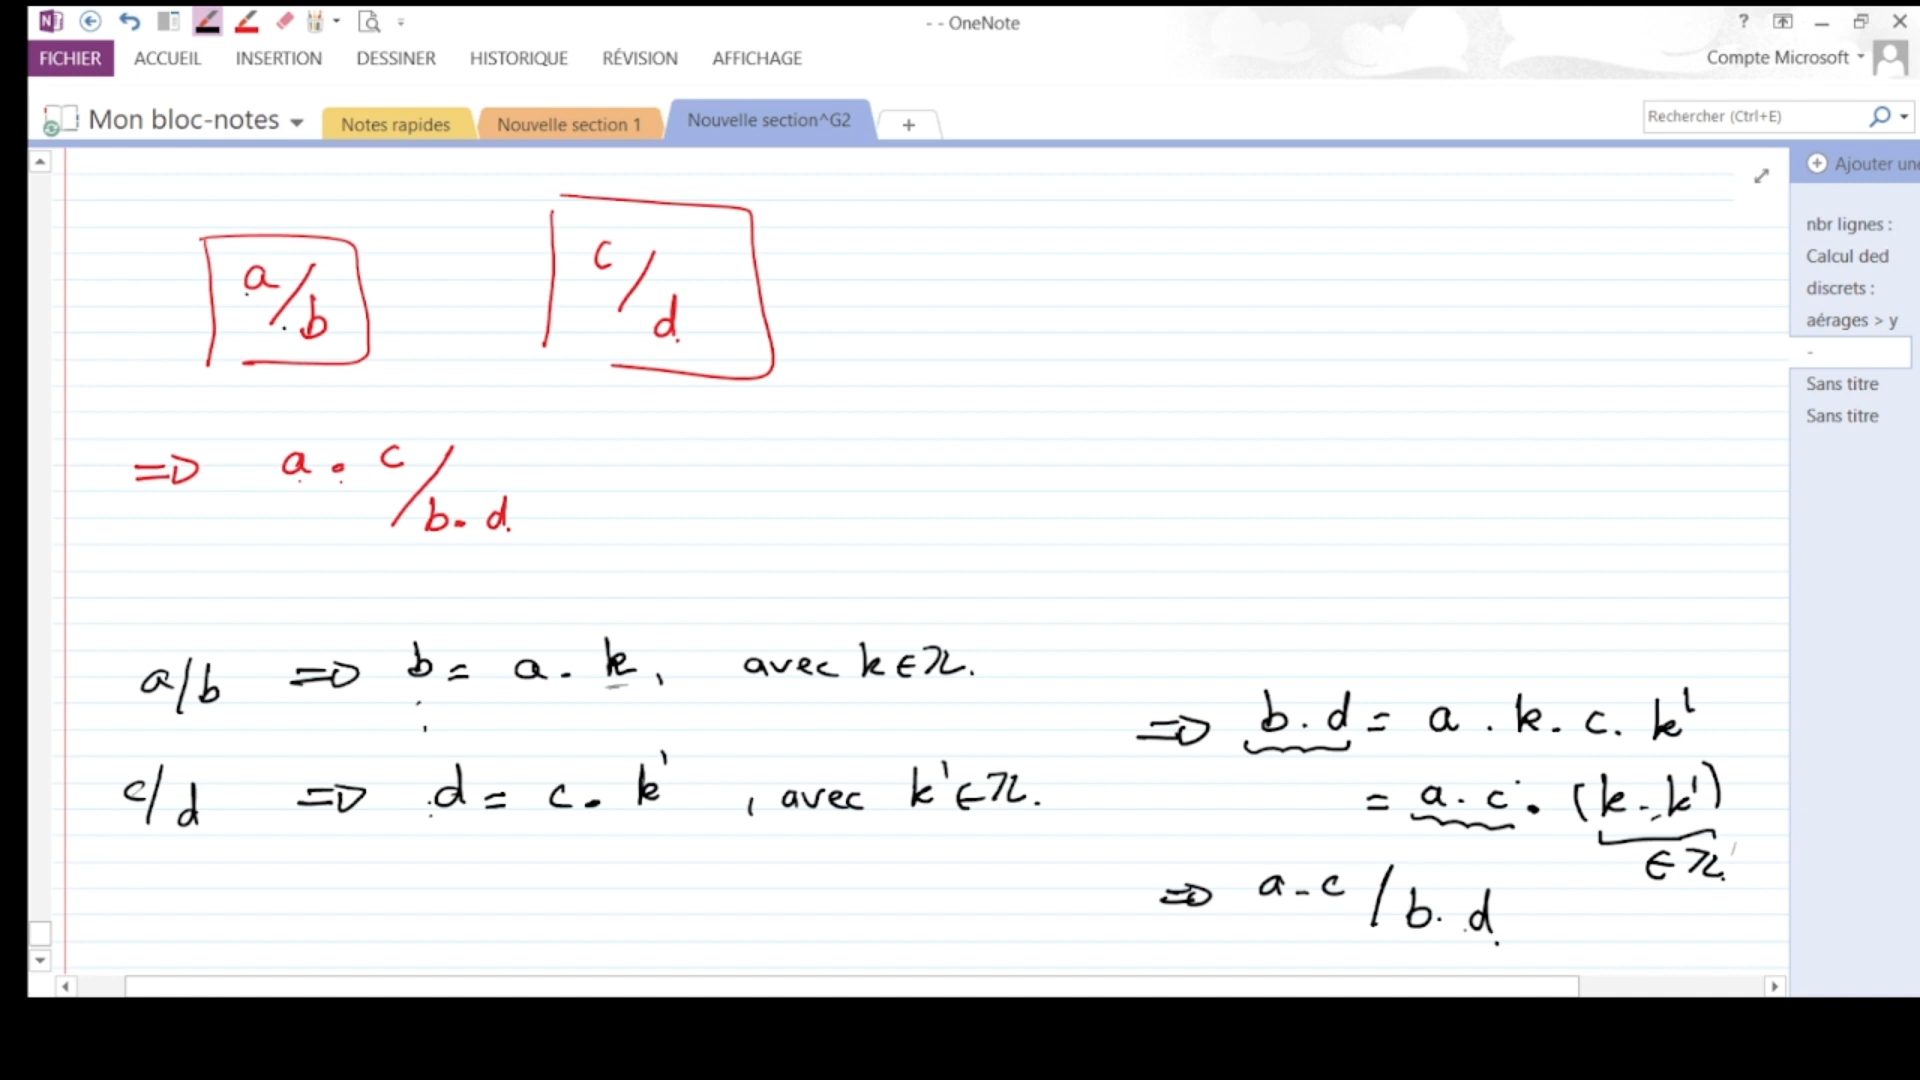 - - OneNote
?
FICHIER ACCUEIL INSERTION DESSINER HISTORIQUE RÉVISION AFFICHAGE Compte Microsoft
Mon bloc-notes Notes rapides Nouvelle section 1 Nouvelle section^G2 + Rechercher (Ctrl+E)
Ajouter une
nbr lignes :
Calcul ded
discrets :
aérages > y
-
Sans titre
Sans titre
a/b c/d
=> a . c / b . d.
a/b => b = a . k, avec k ∈ ℤ.
c/d => d = c . k' , avec k' ∈ ℤ.
=> b . d = a . k . c . k'
= a . c . (k . k')
∈ ℤ.
=> a . c / b . d.